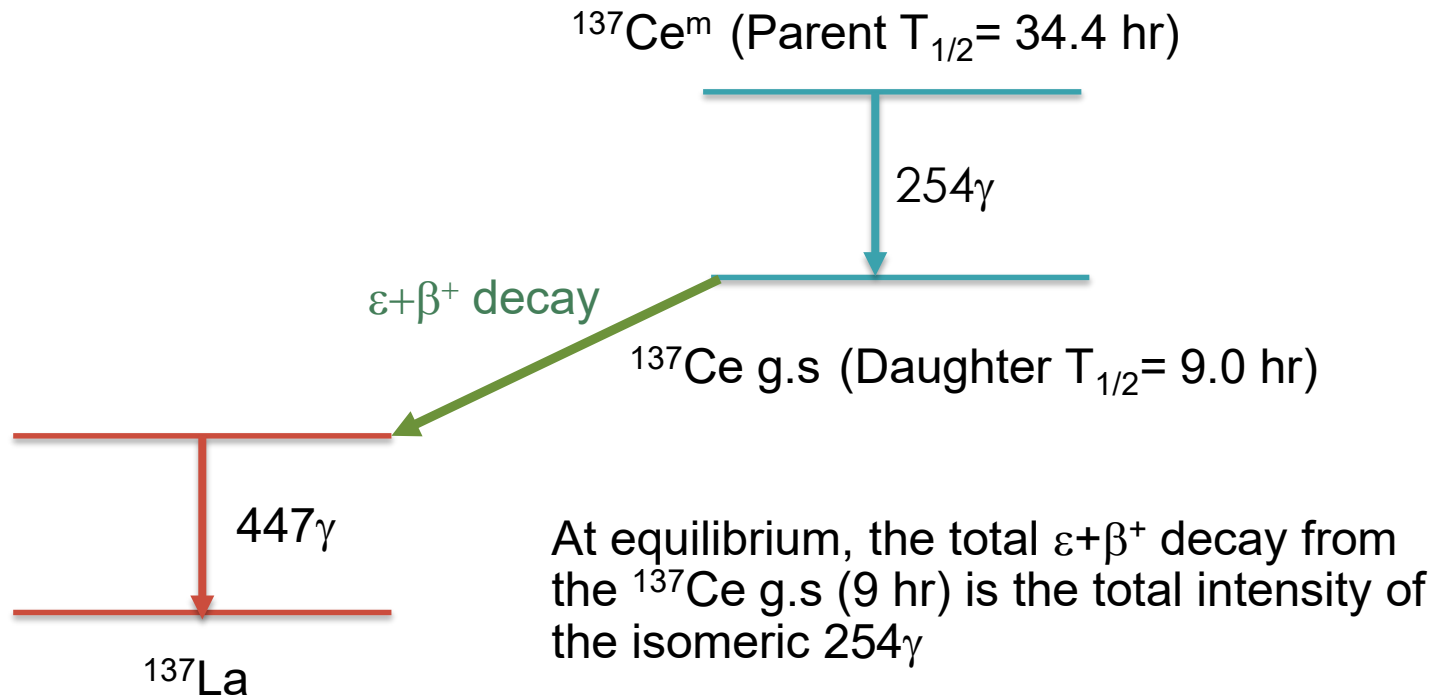 ¹³⁷Ceᵐ (Parent T₁/₂= 34.4 hr)
254γ
ε+β⁺ decay
¹³⁷Ce g.s (Daughter T₁/₂= 9.0 hr)
447γ
At equilibrium, the total ε+β⁺ decay from
the ¹³⁷Ce g.s (9 hr) is the total intensity of
the isomeric 254γ
¹³⁷La